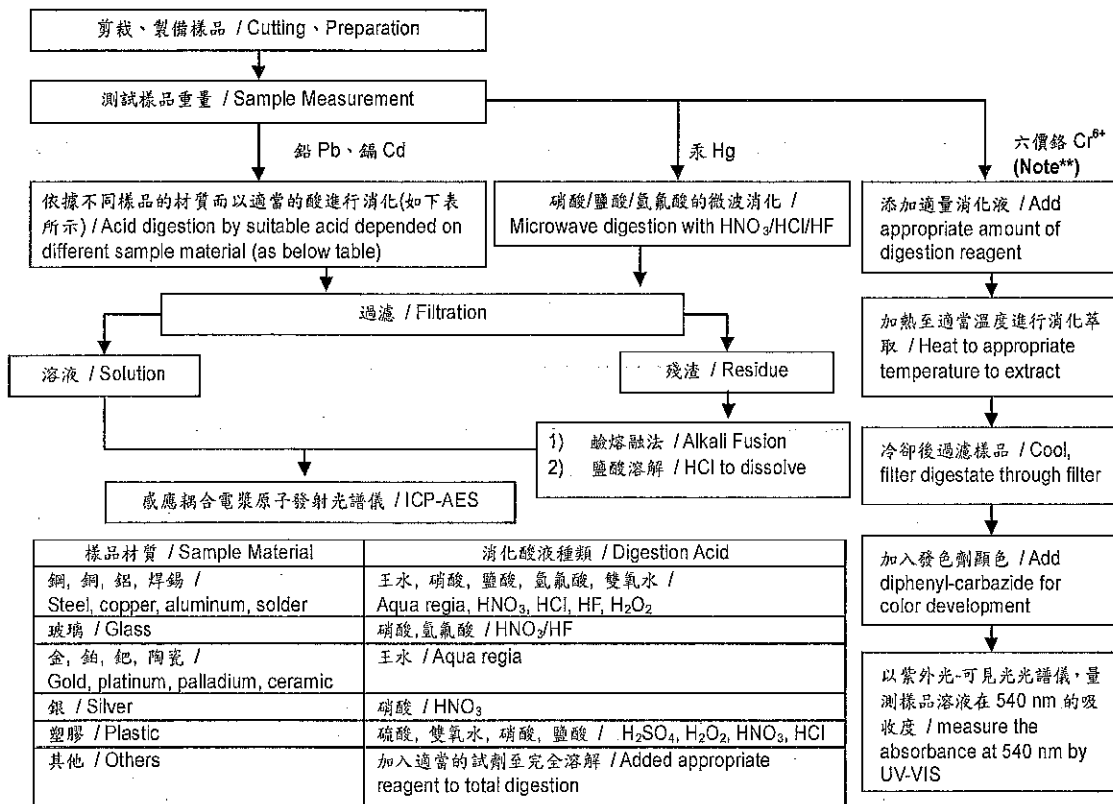 剪裁、製備樣品 / Cutting、Preparation
測試樣品重量 / Sample Measurement
鉛 Pb、鎘 Cd
汞 Hg
六價鉻 Cr⁶⁺
(Note**)
依據不同樣品的材質而以適當的酸進行消化(如下表
所示) / Acid digestion by suitable acid depended on
different sample material (as below table)
硝酸/鹽酸/氫氟酸的微波消化 /
Microwave digestion with HNO₃/HCl/HF
添加適量消化液 / Add
appropriate amount of
digestion reagent
過濾 / Filtration
加熱至適當溫度進行消化萃
取 / Heat to appropriate
temperature to extract
溶液 / Solution
殘渣 / Residue
1) 鹼熔融法 / Alkali Fusion
2) 鹽酸溶解 / HCl to dissolve
冷卻後過濾樣品 / Cool,
filter digestate through filter
感應耦合電漿原子發射光譜儀 / ICP-AES
加入發色劑顯色 / Add
diphenyl-carbazide for
color development
以紫外光-可見光光譜儀,量
測樣品溶液在 540 nm 的吸
收度 / measure the
absorbance at 540 nm by
UV-VIS
樣品材質 / Sample Material
消化酸液種類 / Digestion Acid
鋼, 銅, 鋁, 焊錫 /
Steel, copper, aluminum, solder
王水, 硝酸, 鹽酸, 氫氟酸, 雙氧水 /
Aqua regia, HNO₃, HCl, HF, H₂O₂
玻璃 / Glass
硝酸,氫氟酸 / HNO₃/HF
金, 鉑, 鈀, 陶瓷 /
Gold, platinum, palladium, ceramic
王水 / Aqua regia
銀 / Silver
硝酸 / HNO₃
塑膠 / Plastic
硫酸, 雙氧水, 硝酸, 鹽酸 / H₂SO₄, H₂O₂, HNO₃, HCl
其他 / Others
加入適當的試劑至完全溶解 / Added appropriate
reagent to total digestion